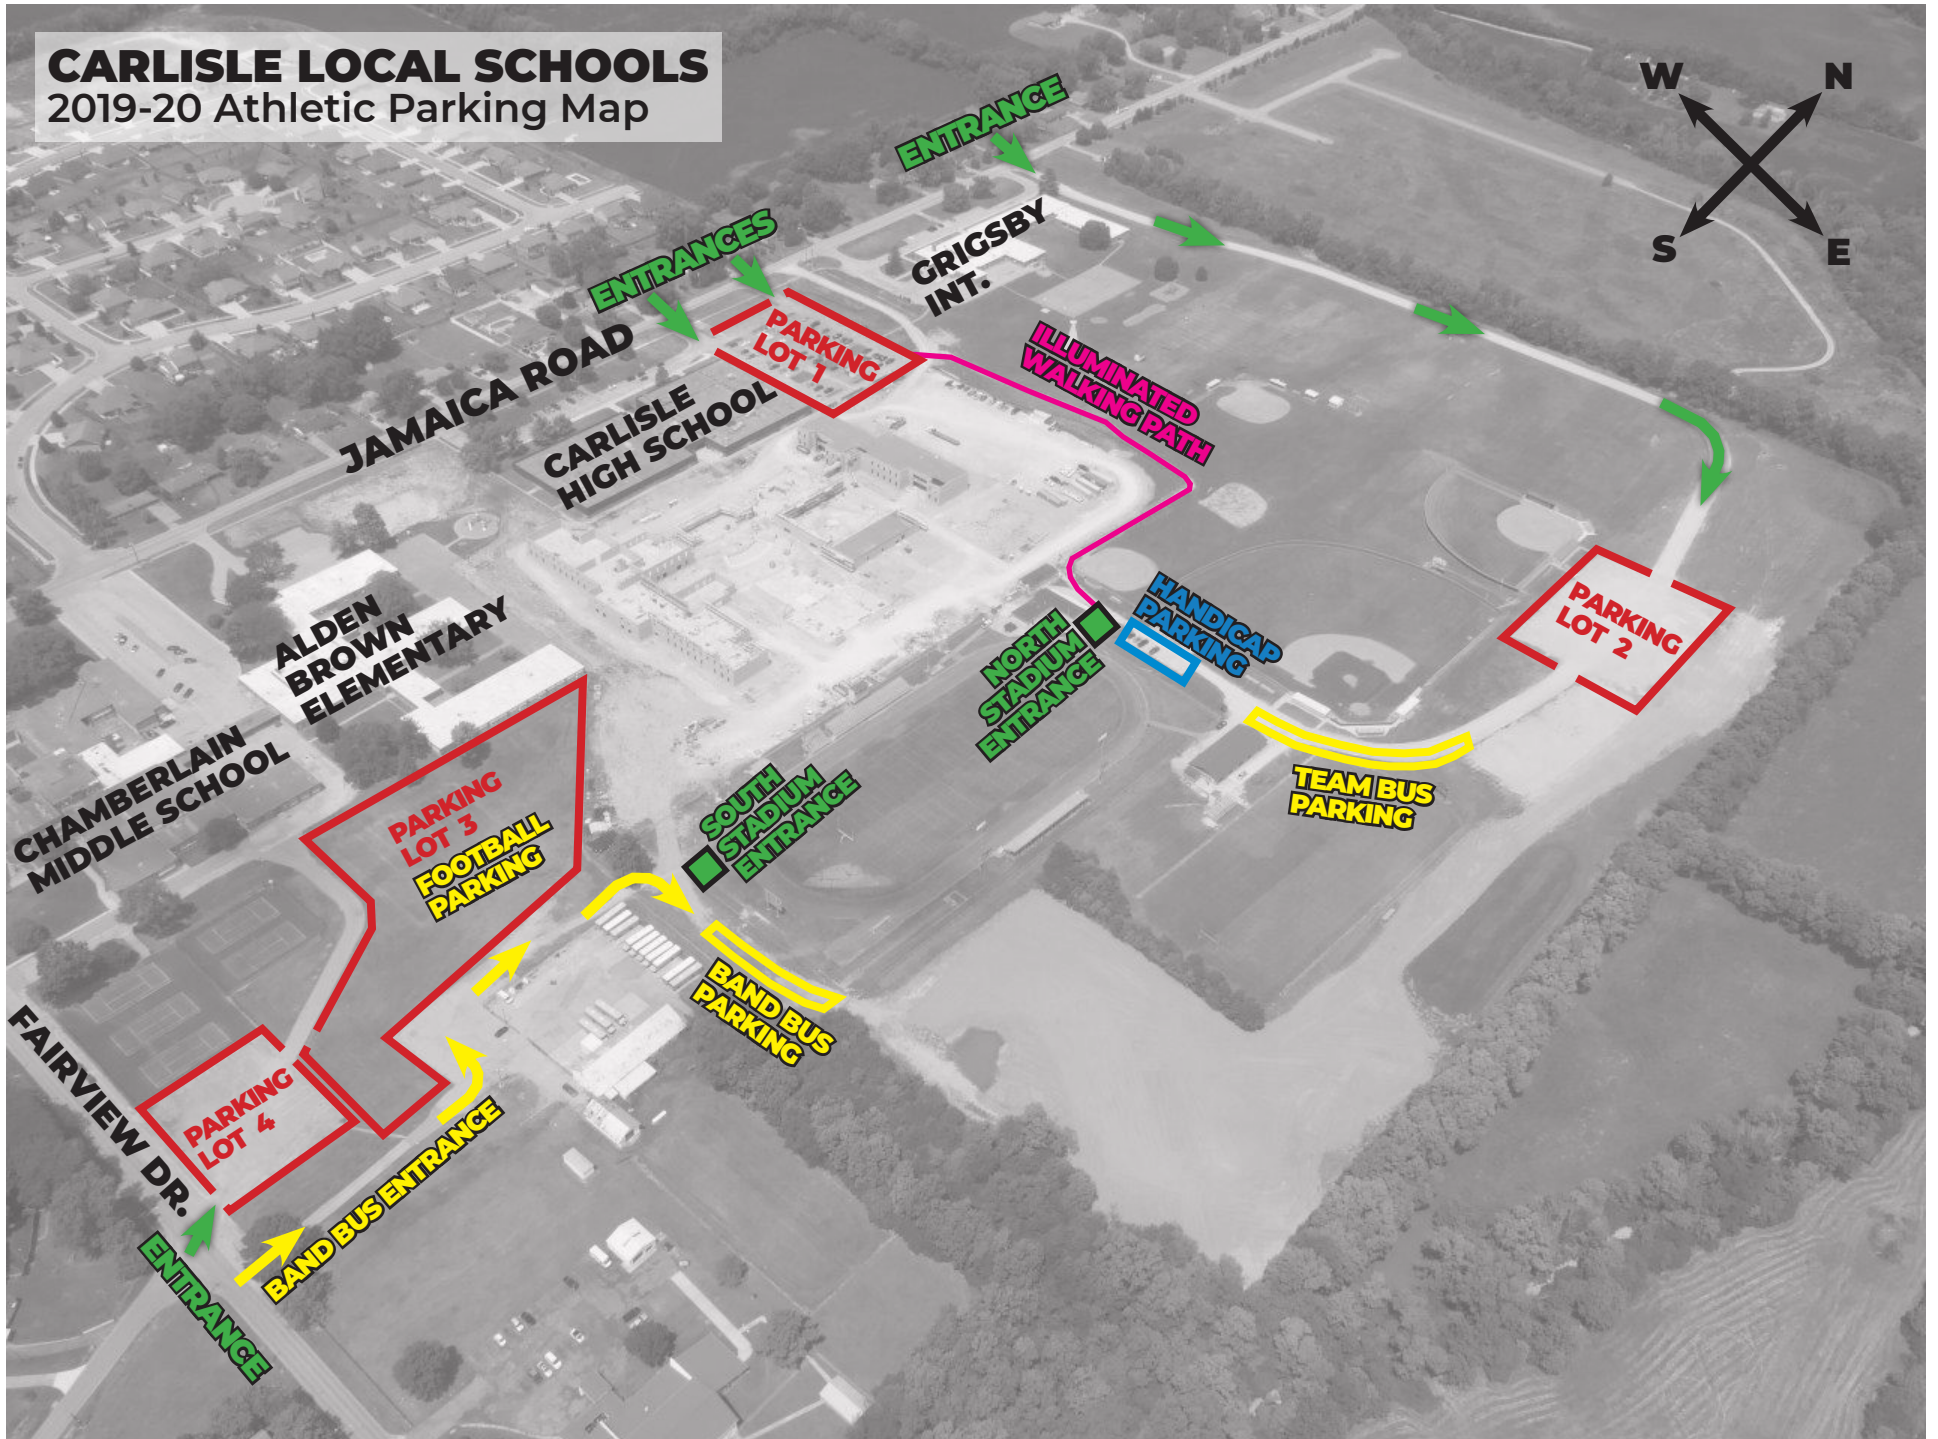 CARLISLE LOCAL SCHOOLS
2019-20 Athletic Parking Map
W
N
S
E
ENTRANCE
ENTRANCES
GRIGSBY
INT.
PARKING
LOT 1
JAMAICA ROAD
CARLISLE
HIGH SCHOOL
ILLUMINATED
WALKING PATH
ALDEN
BROWN
ELEMENTARY
HANDICAP
PARKING
NORTH
STADIUM
ENTRANCE
PARKING
LOT 2
CHAMBERLAIN
MIDDLE SCHOOL
PARKING
LOT 3
FOOTBALL
PARKING
SOUTH
STADIUM
ENTRANCE
TEAM BUS
PARKING
BAND BUS
PARKING
FAIRVIEW DR.
PARKING
LOT 4
BAND BUS ENTRANCE
ENTRANCE